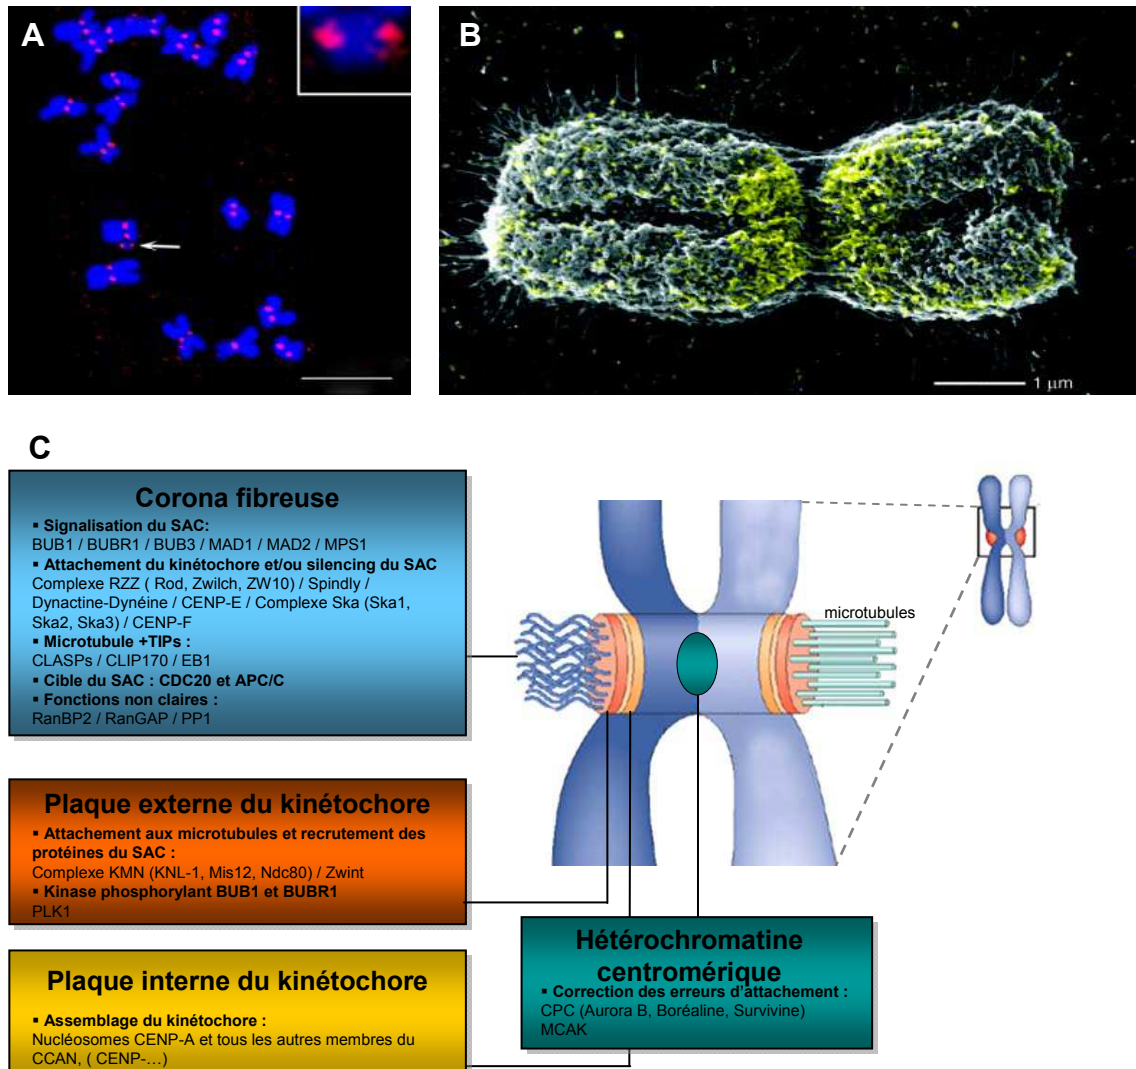 A
B
1 µm
C
Corona fibreuse
▪ Signalisation du SAC:
BUB1 / BUBR1 / BUB3 / MAD1 / MAD2 / MPS1
▪ Attachement du kinétochore et/ou silencing du SAC
Complexe RZZ ( Rod, Zwilch, ZW10) / Spindly /
Dynactine-Dynéine / CENP-E / Complexe Ska (Ska1,
Ska2, Ska3) / CENP-F
▪ Microtubule +TIPs :
CLASPs / CLIP170 / EB1
▪ Cible du SAC : CDC20 et APC/C
▪ Fonctions non claires :
RanBP2 / RanGAP / PP1
microtubules
Plaque externe du kinétochore
▪ Attachement aux microtubules et recrutement des
protéines du SAC :
Complexe KMN (KNL-1, Mis12, Ndc80) / Zwint
▪ Kinase phosphorylant BUB1 et BUBR1
PLK1
Plaque interne du kinétochore
▪ Assemblage du kinétochore :
Nucléosomes CENP-A et tous les autres membres du
CCAN, ( CENP-…)
Hétérochromatine
centromérique
▪ Correction des erreurs d'attachement :
CPC (Aurora B, Boréaline, Survivine)
MCAK